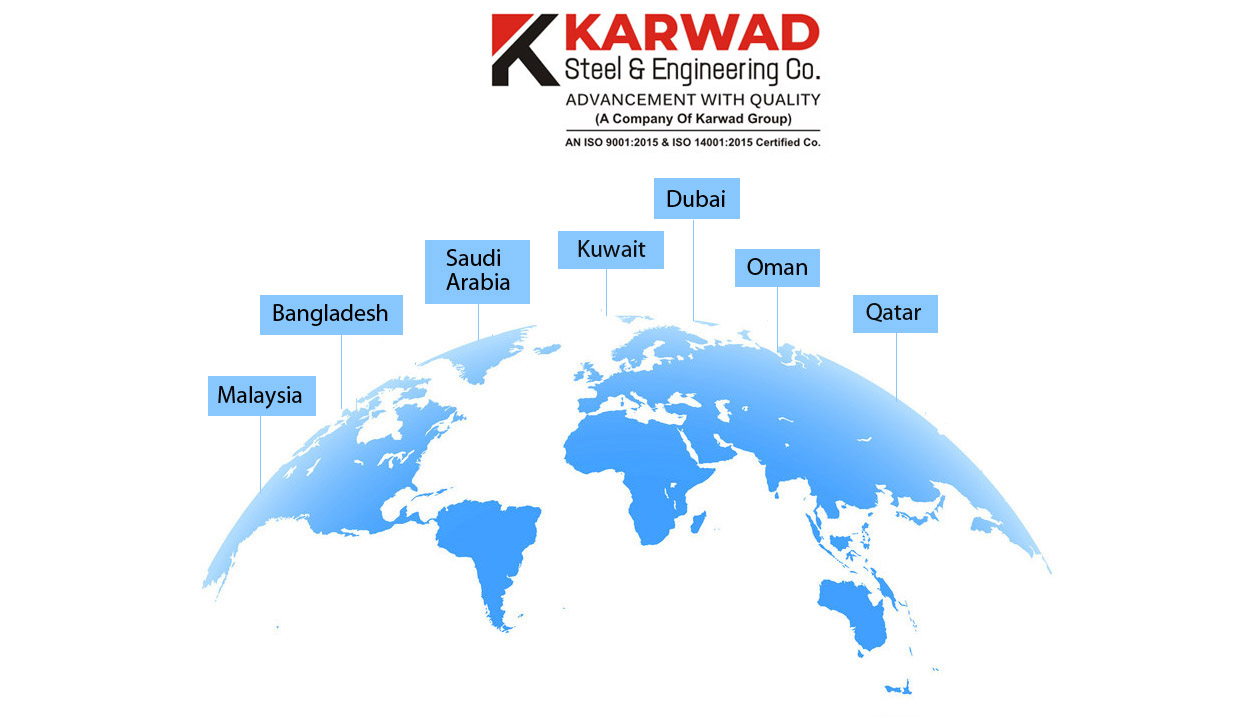 KARWAD
Steel & Engineering Co.
ADVANCEMENT WITH QUALITY
(A Company Of Karwad Group)
AN ISO 9001:2015 & ISO 14001:2015 Certified Co.
Dubai
Kuwait
Saudi
Arabia
Oman
Bangladesh
Qatar
Malaysia